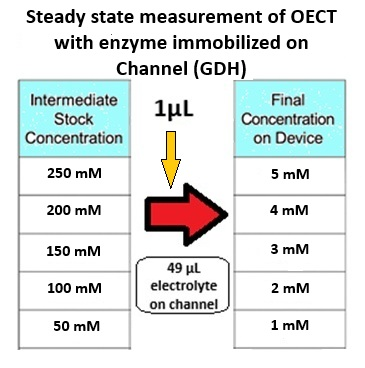 Steady state measurement of OECT
with enzyme immobilized on
Channel (GDH)
Intermediate
Stock
Concentration
1µL
Final
Concentration
on Device
250 mM
5 mM
200 mM
4 mM
150 mM
3 mM
49 µL
electrolyte
on channel
100 mM
2 mM
50 mM
1 mM